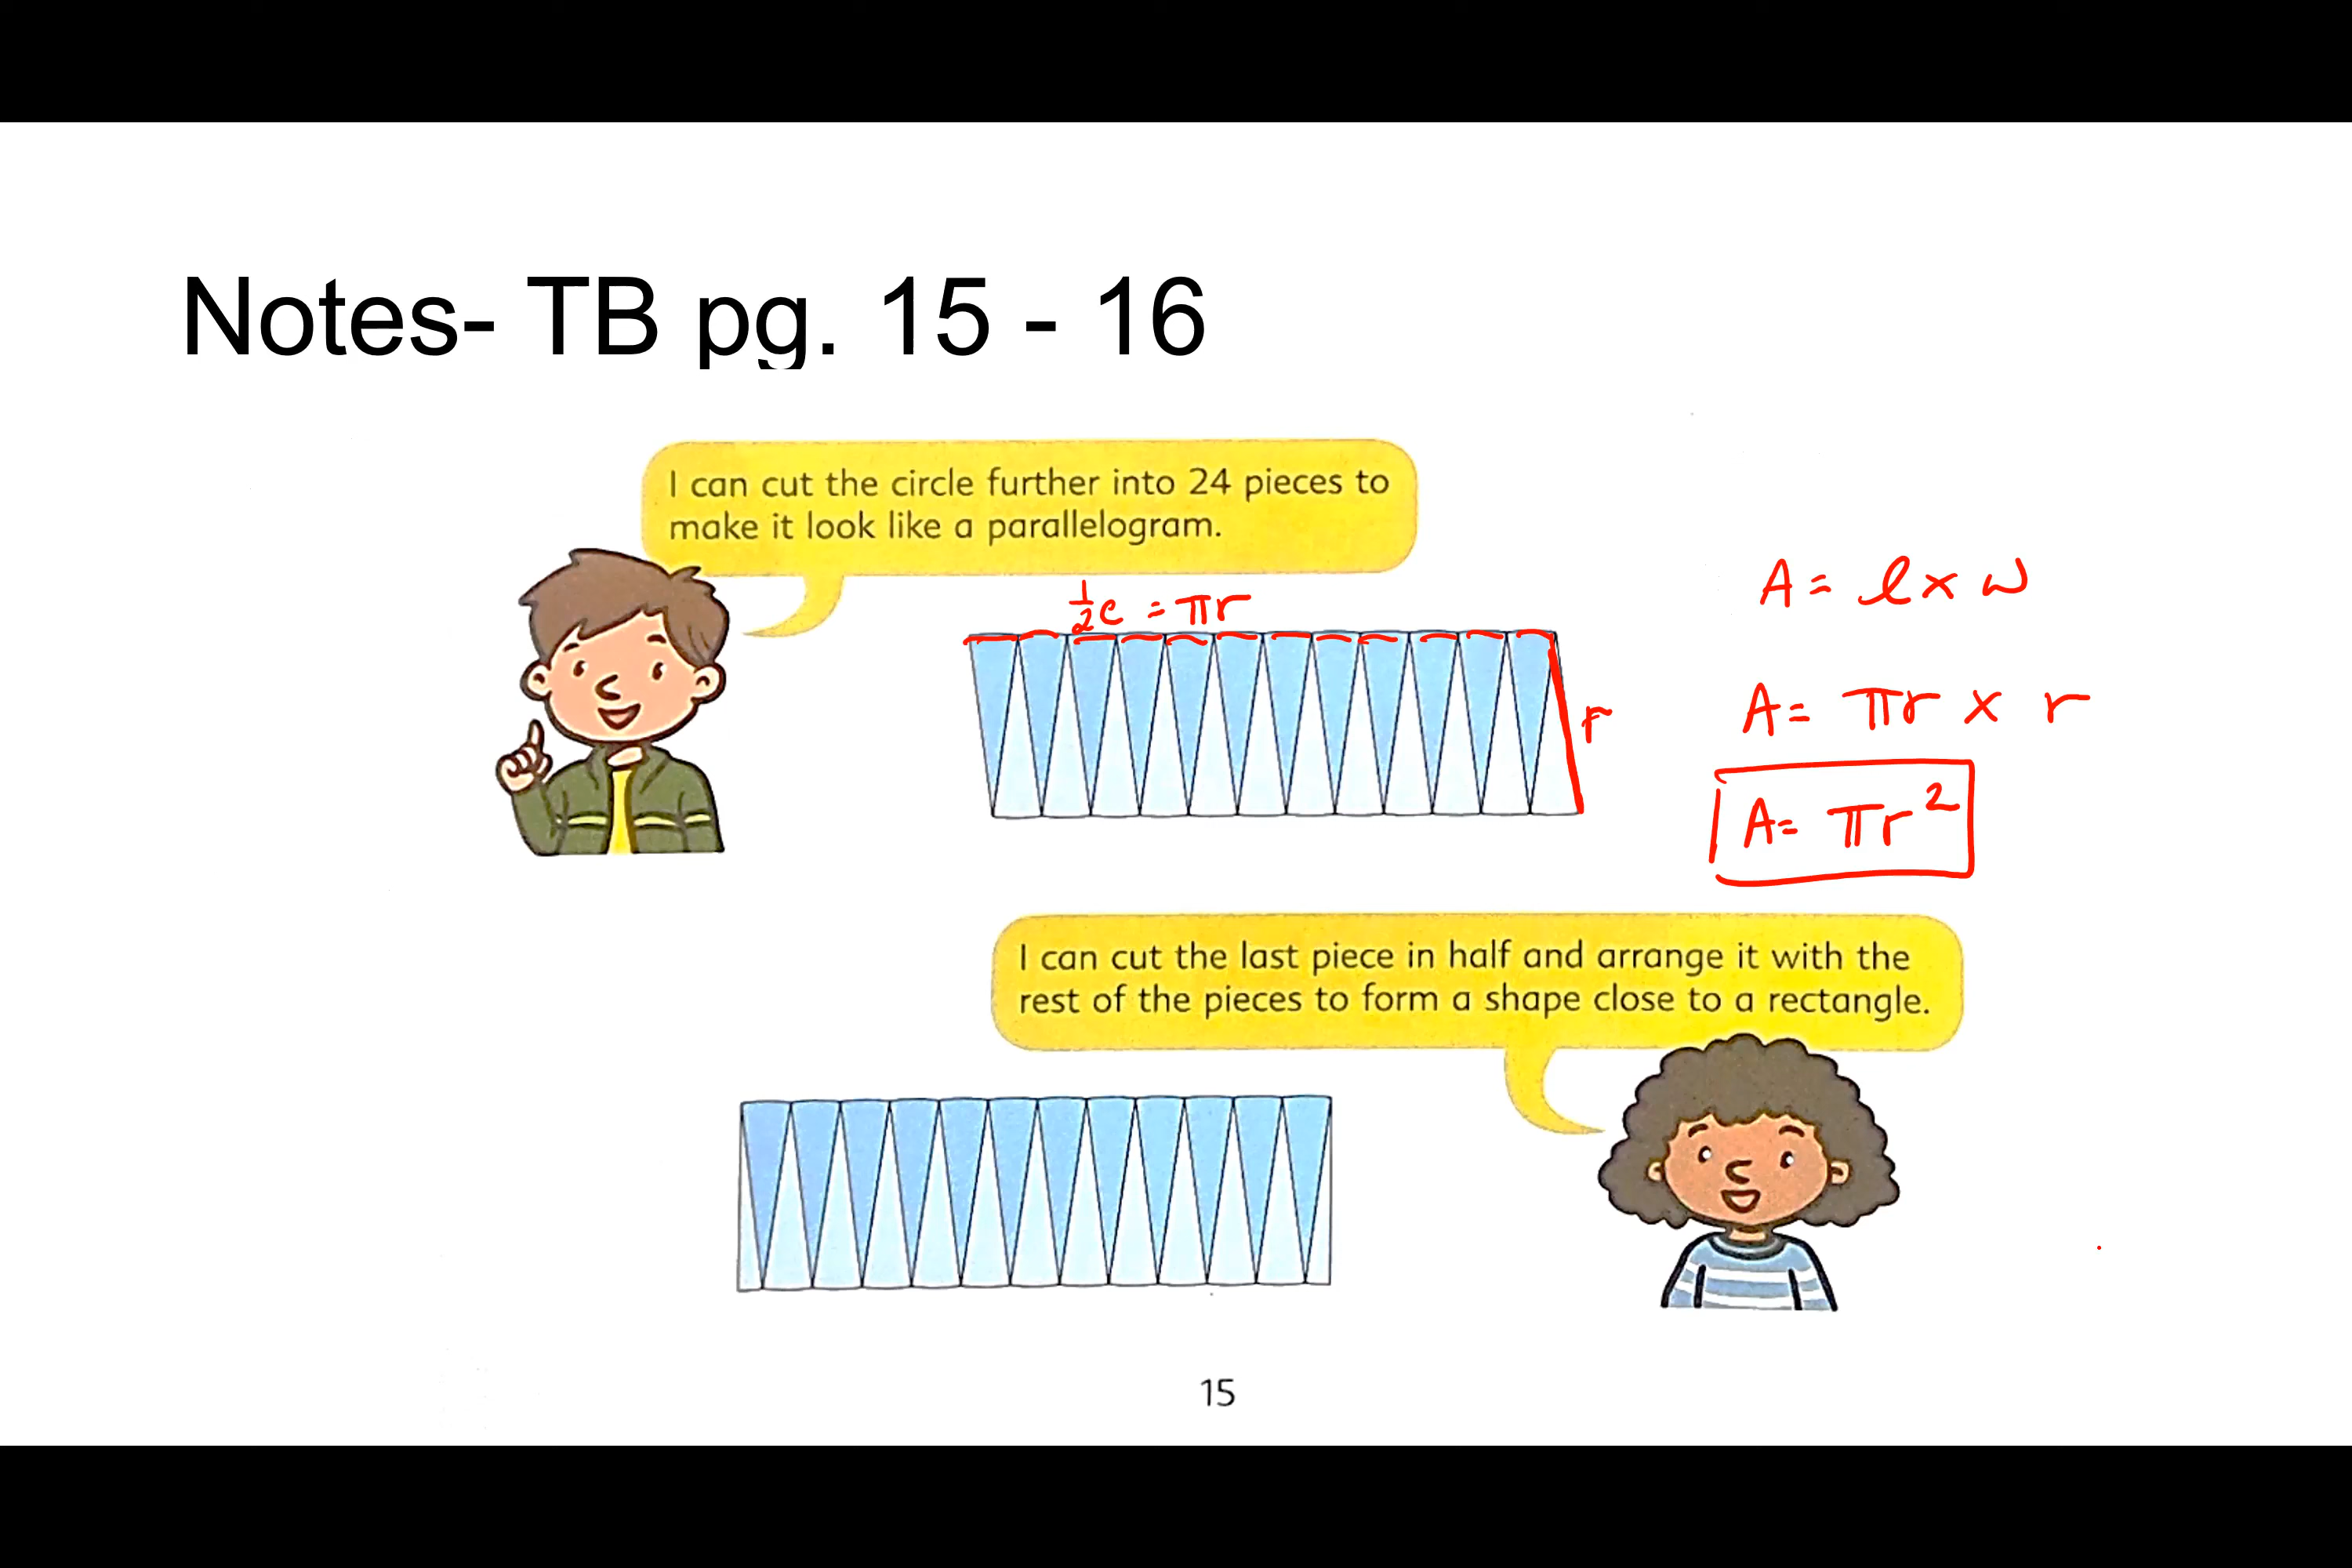 Notes- TB pg. 15 - 16
I can cut the circle further into 24 pieces to
make it look like a parallelogram.
½c = πr
r
A= l x w
A= πr x r
A= πr²
I can cut the last piece in half and arrange it with the
rest of the pieces to form a shape close to a rectangle.
15